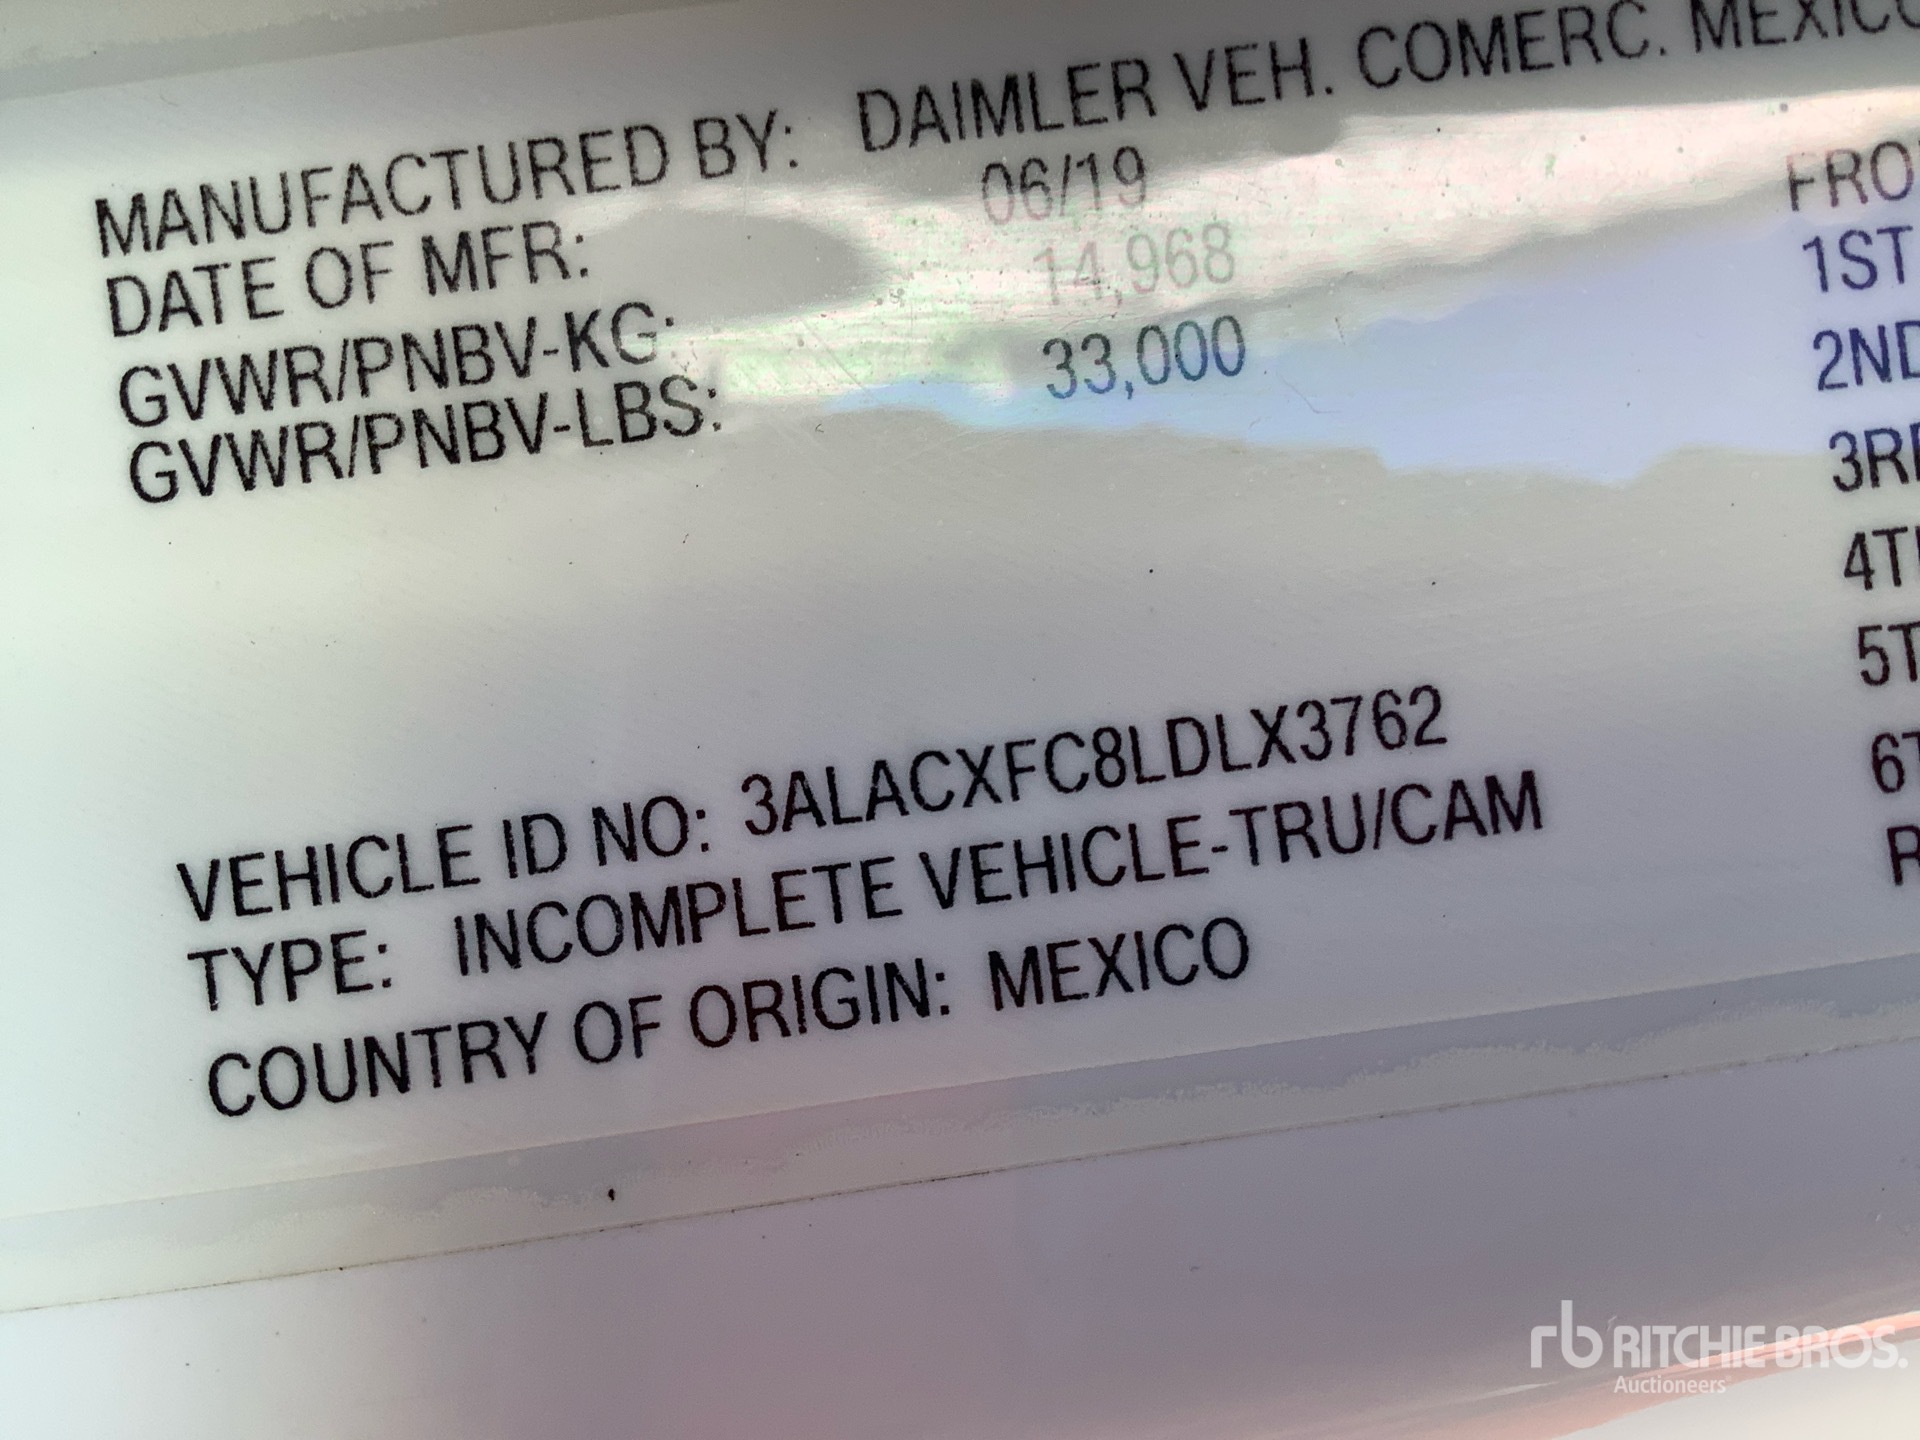 MANUFACTURED BY: DAIMLER VEH. COMERC. MEXICO
DATE OF MFR: 06/19
GVWR/PNBV-KG: 14,968
GVWR/PNBV-LBS: 33,000
FRO
1ST
2ND
3R
4T
5T
6T
R
VEHICLE ID NO: 3ALACXFC8LDLX3762
TYPE: INCOMPLETE VEHICLE-TRU/CAM
COUNTRY OF ORIGIN: MEXICO
rb RITCHIE BROS.
Auctioneers